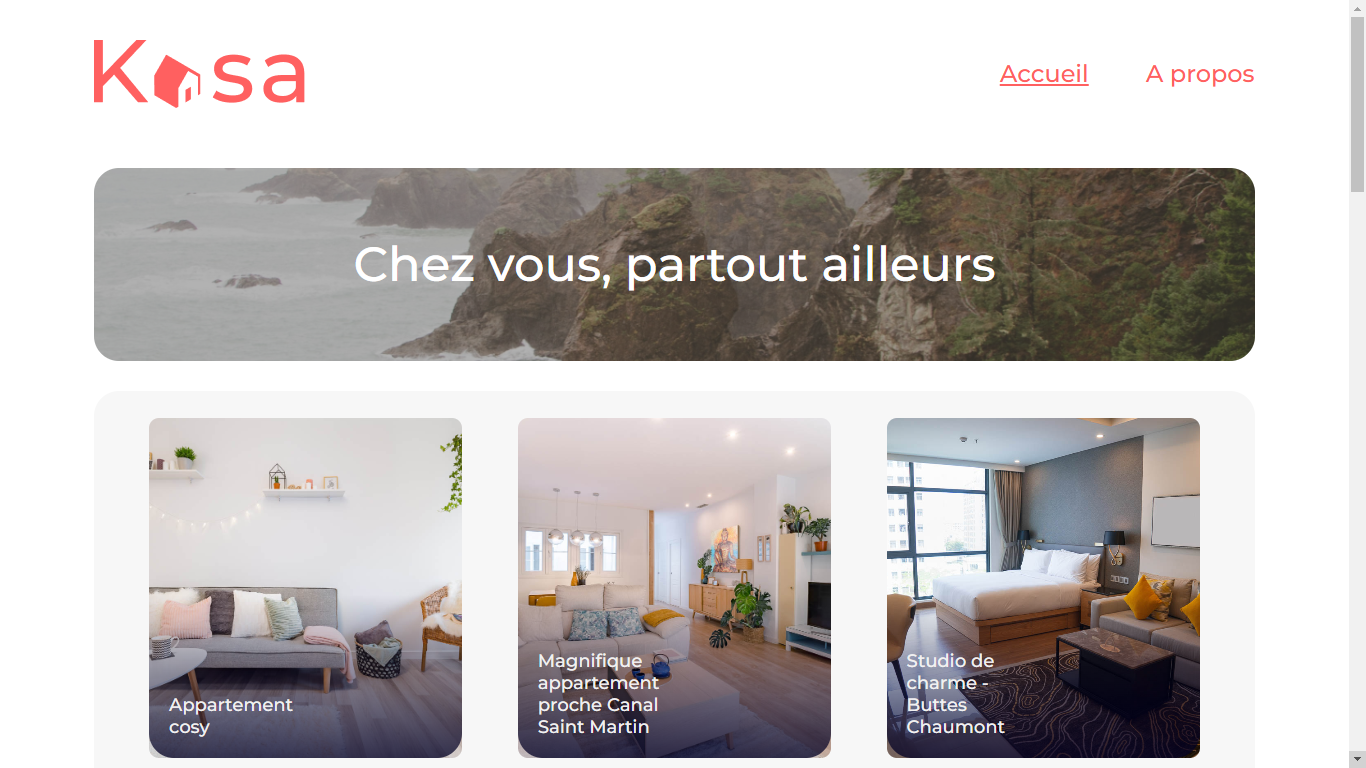 Kasa
Accueil
A propos
Chez vous, partout ailleurs
Appartement
cosy
Magnifique
appartement
proche Canal
Saint Martin
Studio de
charme -
Buttes
Chaumont